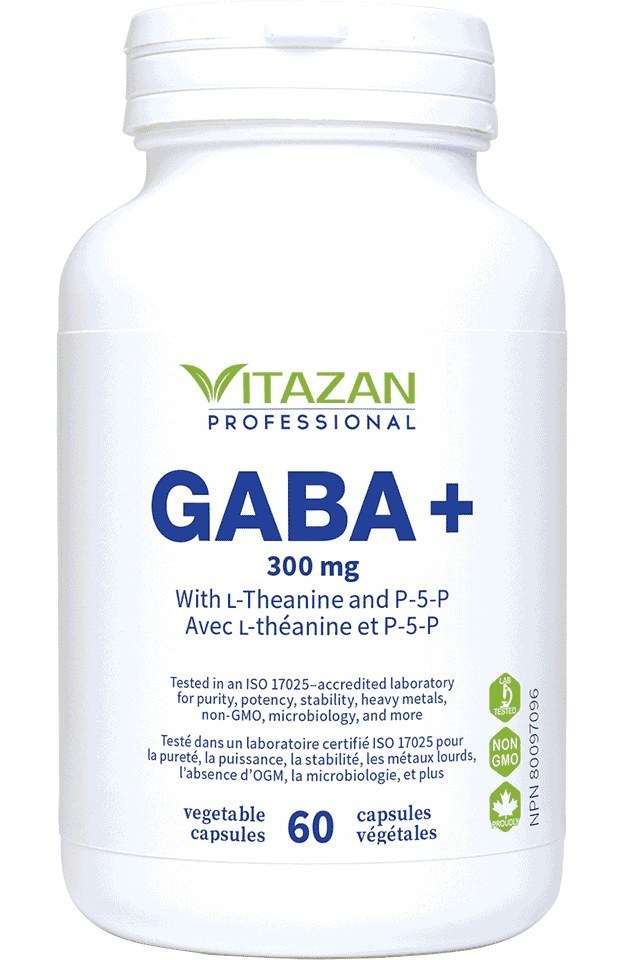 VITAZAN
PROFESSIONAL
GABA +
300 mg
With L-Theanine and P-5-P
Avec L-théanine et P-5-P
Tested in an ISO 17025–accredited laboratory
for purity, potency, stability, heavy metals,
non-GMO, microbiology, and more
Testé dans un laboratoire certifié ISO 17025 pour
la pureté, la puissance, la stabilité, les métaux lourds,
l’absence d’OGM, la microbiologie, et plus
vegetable
capsules
60
capsules
végétales
LAB
TESTED
NON
GMO
PROUDLY
NPN 80097096